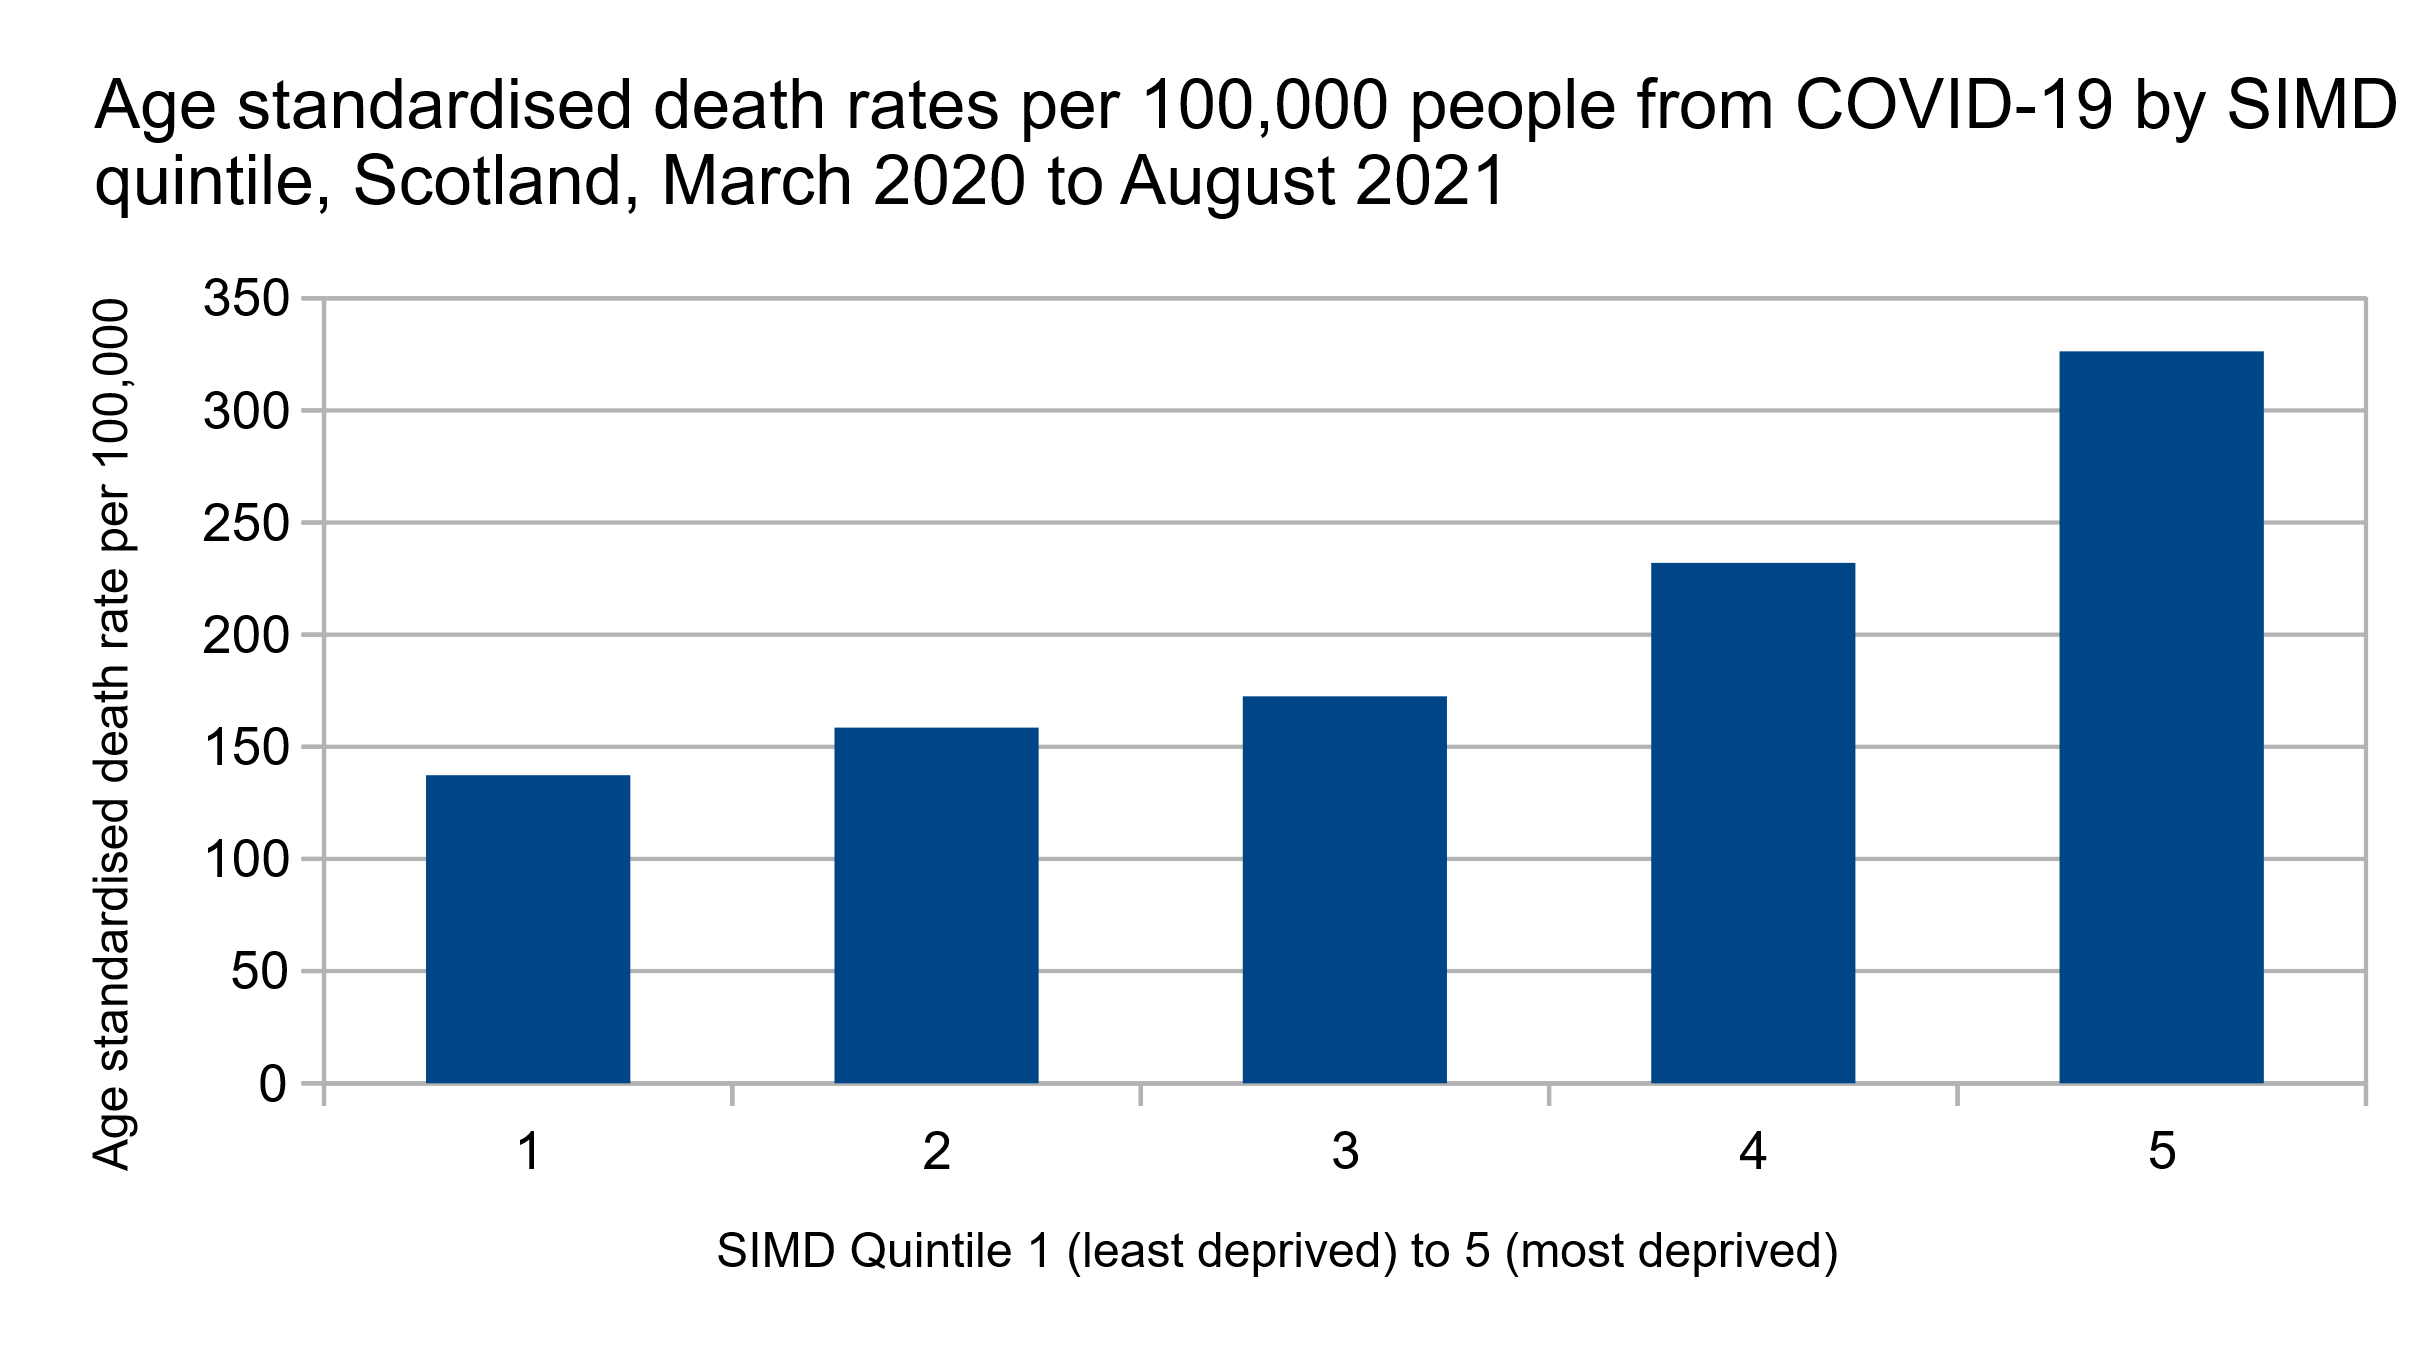 Age standardised death rates per 100,000 people from COVID-19 by SIMD
quintile, Scotland, March 2020 to August 2021
Age standardised death rate per 100,000
350
300
250
200
150
100
50
0
1 2 3 4 5
SIMD Quintile 1 (least deprived) to 5 (most deprived)